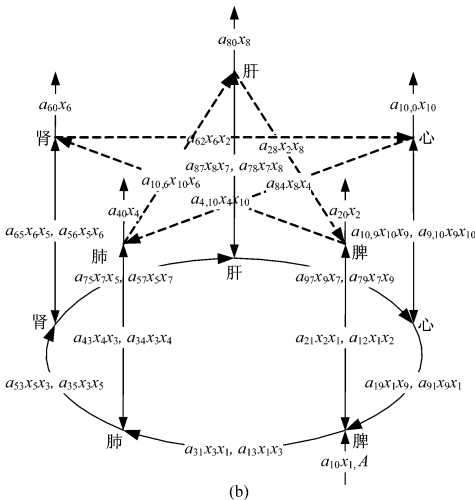 a80x8
肝
a60x6
a10,0x10
肾
a62x6x2
心
a28x2x8
a87x8x7, a78x7x8
a10,6x10x6
a84x8x4
a40x4
a4,10x4x10
a20x2
a65x6x5, a56x5x6
a10,9x10x9, a9,10x9x10
肺
脾
a75x7x5, a57x5x7
肝
a97x9x7, a79x7x9
肾
心
a43x4x3, a34x3x4
a21x2x1, a12x1x2
a53x5x3, a35x3x5
a19x1x9, a91x9x1
肺
脾
a31x3x1, a13x1x3
a10x1, A
(b)